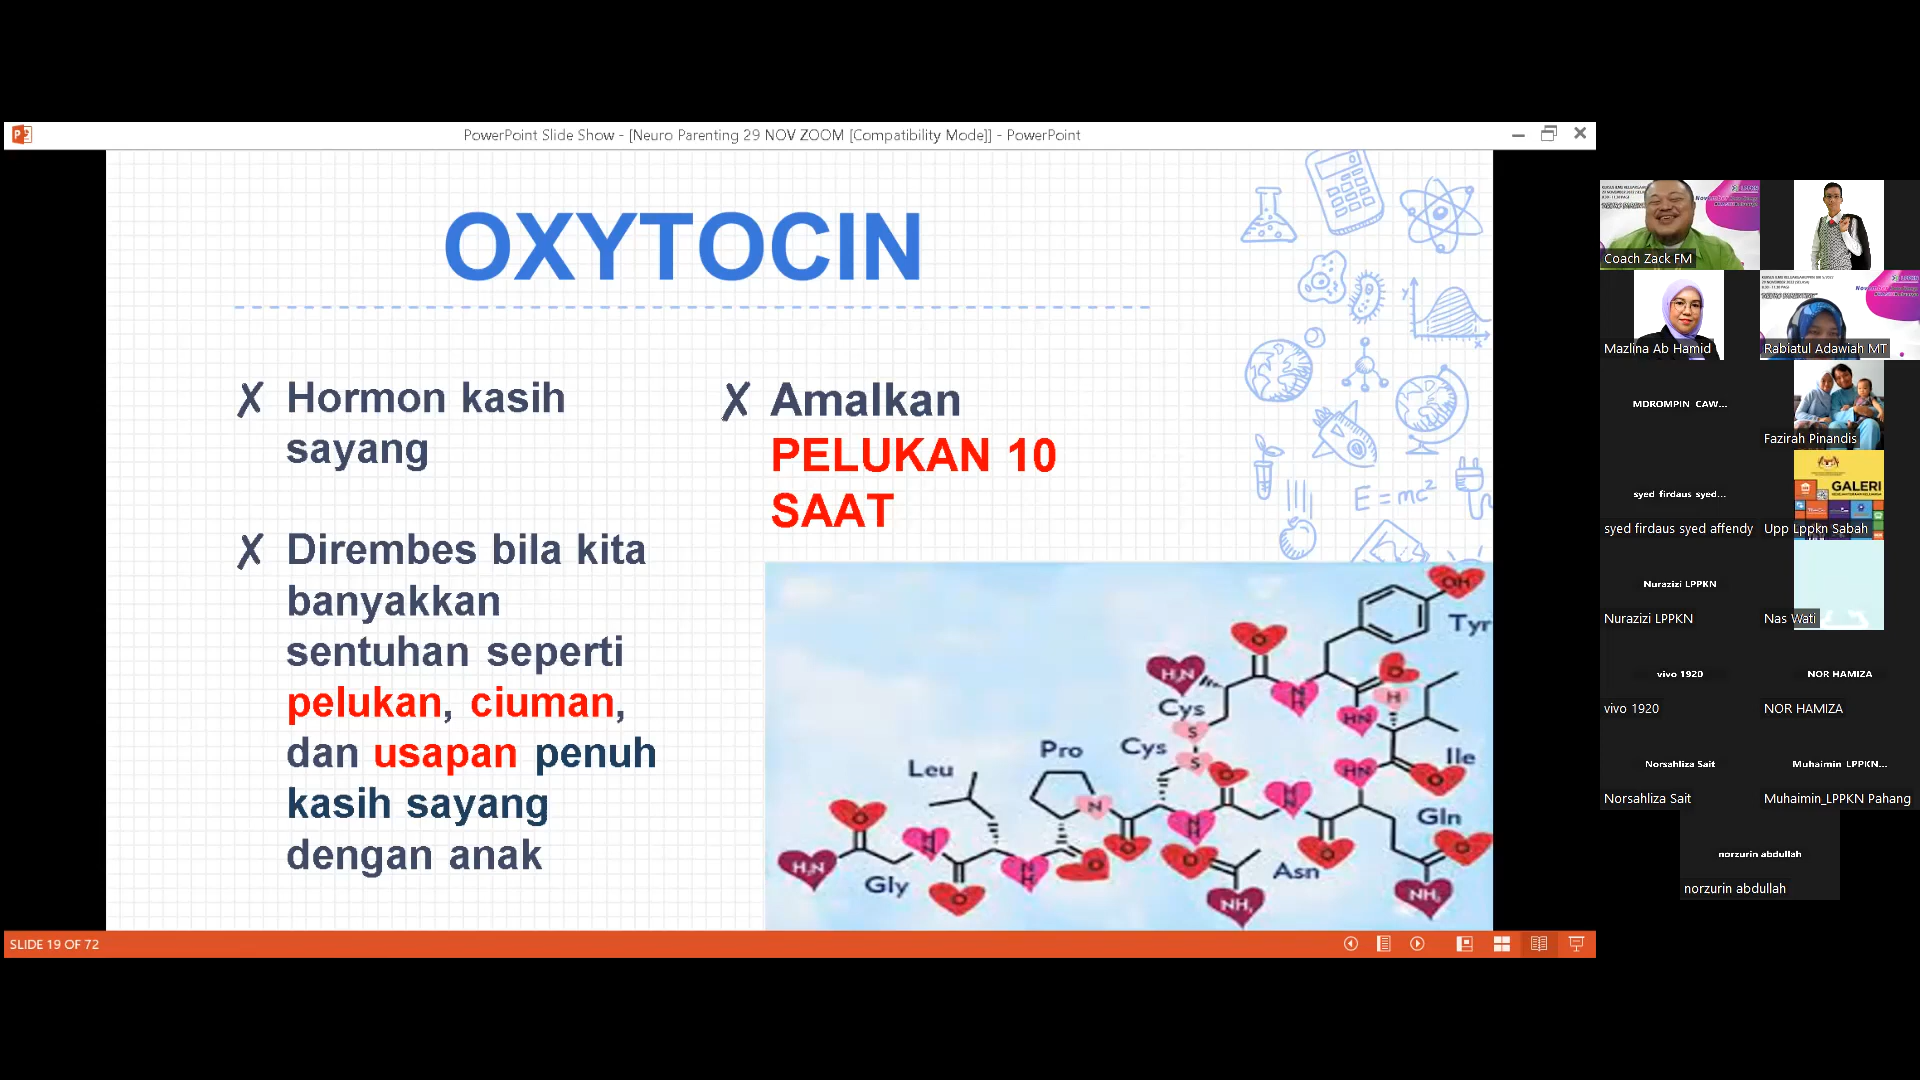 PowerPoint Slide Show - [Neuro Parenting 29 NOV ZOOM [Compatibility Mode]] - PowerPoint
OXYTOCIN
✗ Hormon kasih
sayang
✗ Dirembes bila kita
banyakkan
sentuhan seperti
pelukan, ciuman,
dan usapan penuh
kasih sayang
dengan anak
✗ Amalkan
PELUKAN 10
SAAT
E = mc²
y
x
OH
Tyr
O
H₂N
Cys
N
H
O
HN
H
S
S
Cys
Pro
Leu
Ile
HN
O
O
Gln
N
H
N
N
H
O
O
O
O
H₂N
Gly
N
H
O
N
H
O
O
Asn
NH₂
NH₂
SLIDE 19 OF 72
Coach Zack FM
Mazlina Ab Hamid
Rabiatul Adawiah MT
MDROMPIN CAW...
Fazirah Pinandis
syed firdaus syed...
syed firdaus syed affendy
GALERI
Upp Lppkn Sabah
Nurazizi LPPKN
Nurazizi LPPKN
Nas Wati
vivo 1920
vivo 1920
NOR HAMIZA
NOR HAMIZA
Norsahliza Sait
Norsahliza Sait
Muhaimin LPPKN...
Muhaimin_LPPKN Pahang
norzurin abdullah
norzurin abdullah